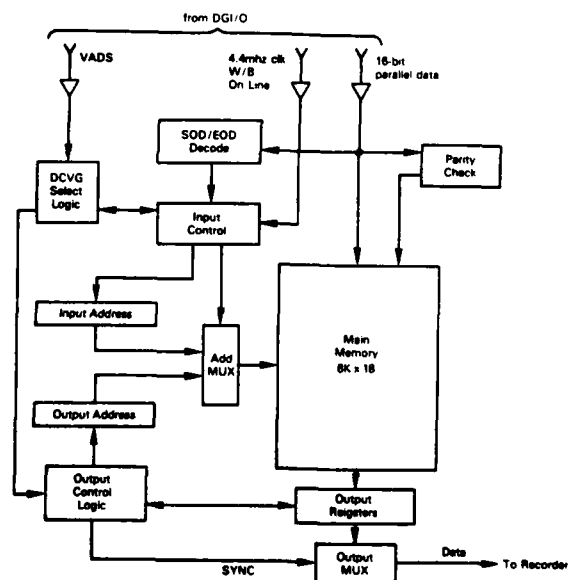 from DGI/O
VADS
4.4mhz clk
W/B
On Line
16-bit
parallel data
SOD/EOD
Decode
Parity
Check
DCVG
Select
Logic
Input
Control
Input Address
Add
MUX
Main
Memory
8K x 18
Output Address
Output
Control
Logic
Output
Reigsters
SYNC
Output
MUX
Data
To Recorder